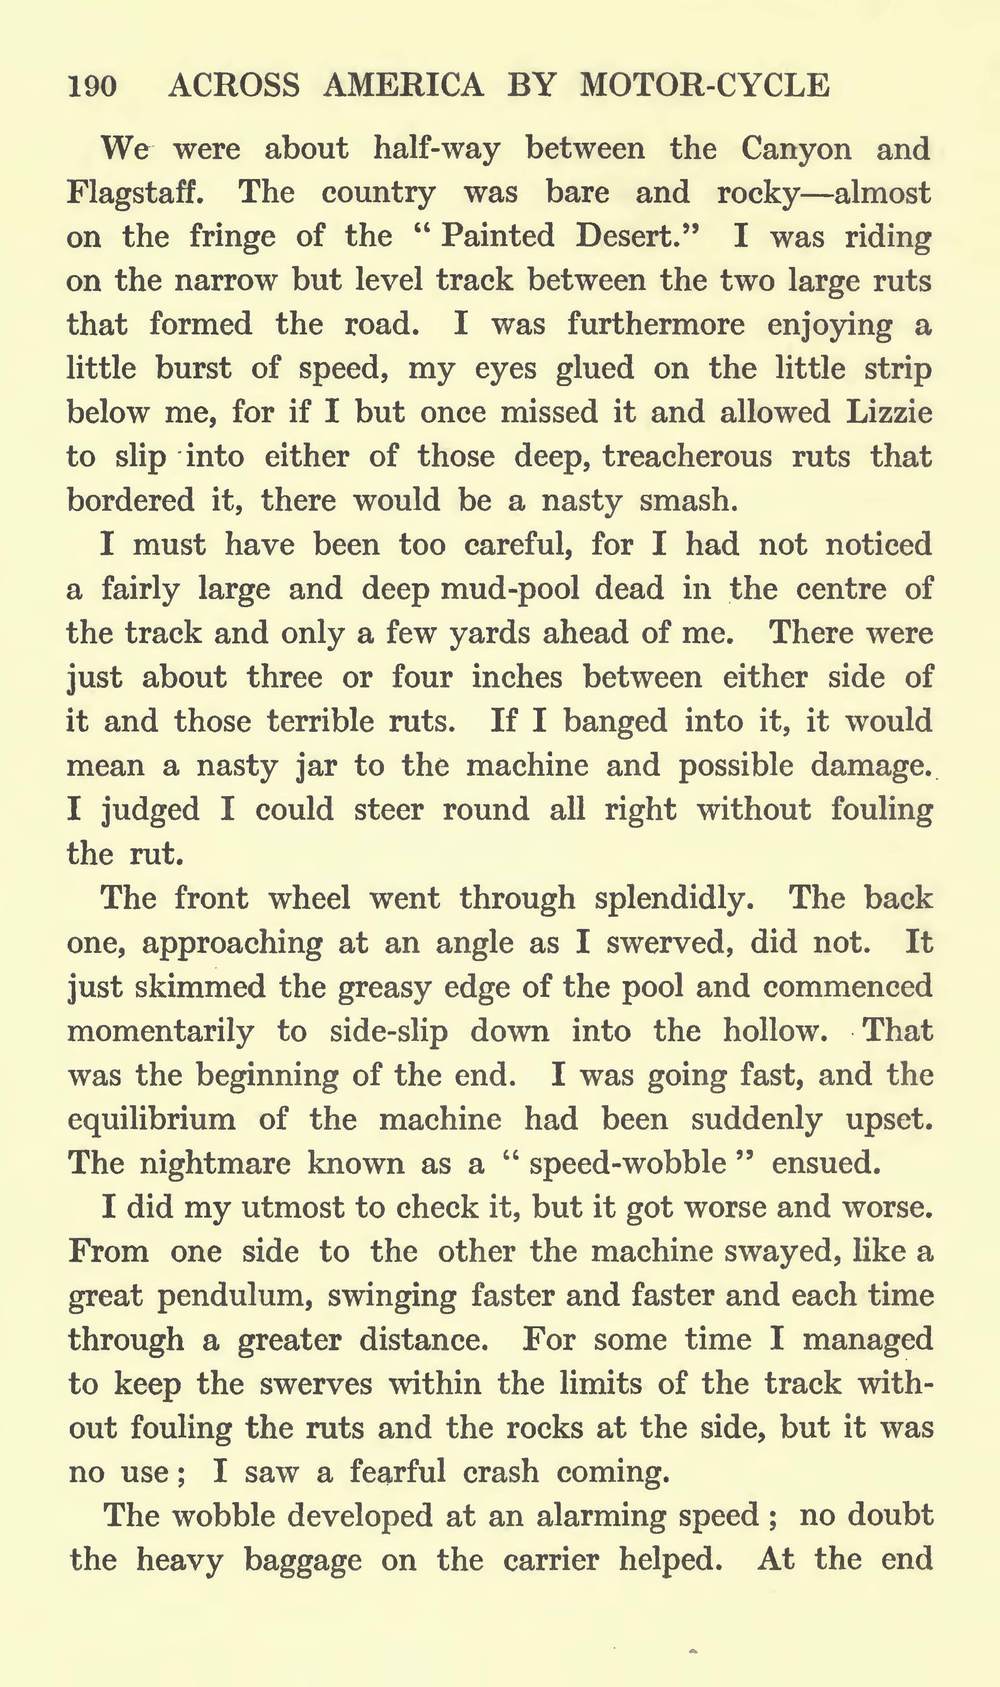 190 ACROSS AMERICA BY MOTOR-CYCLE
We were about half-way between the Canyon and
Flagstaff. The country was bare and rocky—almost
on the fringe of the “ Painted Desert.” I was riding
on the narrow but level track between the two large ruts
that formed the road. I was furthermore enjoying a
little burst of speed, my eyes glued on the little strip
below me, for if I but once missed it and allowed Lizzie
to slip into either of those deep, treacherous ruts that
bordered it, there would be a nasty smash.
I must have been too careful, for I had not noticed
a fairly large and deep mud-pool dead in the centre of
the track and only a few yards ahead of me. There were
just about three or four inches between either side of
it and those terrible ruts. If I banged into it, it would
mean a nasty jar to the machine and possible damage.
I judged I could steer round all right without fouling
the rut.
The front wheel went through splendidly. The back
one, approaching at an angle as I swerved, did not. It
just skimmed the greasy edge of the pool and commenced
momentarily to side-slip down into the hollow. That
was the beginning of the end. I was going fast, and the
equilibrium of the machine had been suddenly upset.
The nightmare known as a “ speed-wobble ” ensued.
I did my utmost to check it, but it got worse and worse.
From one side to the other the machine swayed, like a
great pendulum, swinging faster and faster and each time
through a greater distance. For some time I managed
to keep the swerves within the limits of the track with-
out fouling the ruts and the rocks at the side, but it was
no use ; I saw a fearful crash coming.
The wobble developed at an alarming speed ; no doubt
the heavy baggage on the carrier helped. At the end